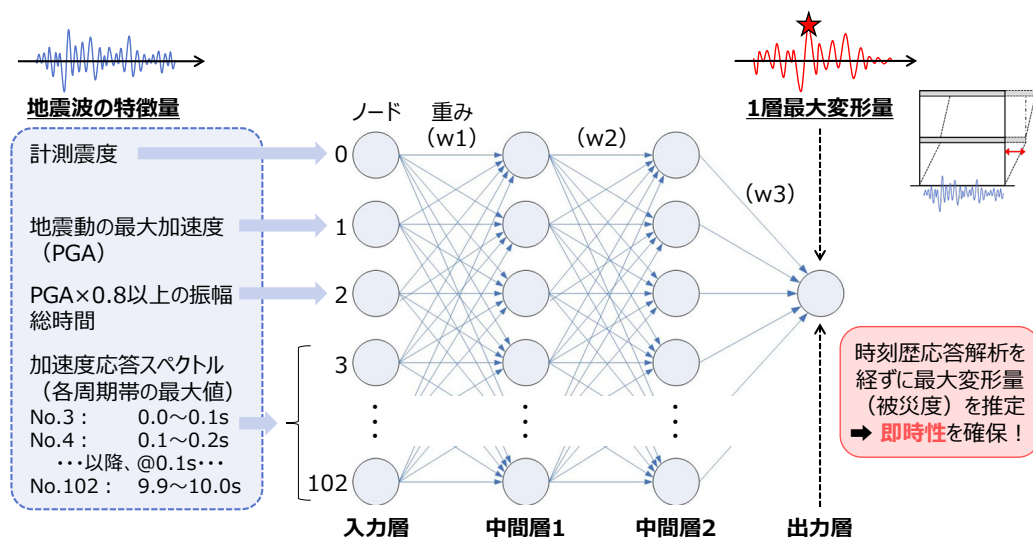 地震波の特徴量
計測震度
地震動の最大加速度
（PGA）
PGA×0.8以上の振幅
総時間
加速度応答スペクトル
（各周期帯の最大値）
No.3： 0.0～0.1s
No.4： 0.1～0.2s
･･･以降、@0.1s･･･
No.102： 9.9～10.0s
ノード
重み
（w1）
（w2）
（w3）
0
1
2
3
102
入力層
中間層1
中間層2
出力層
1層最大変形量
時刻歴応答解析を
経ずに最大変形量
（被災度）を推定
➡ 即時性を確保！